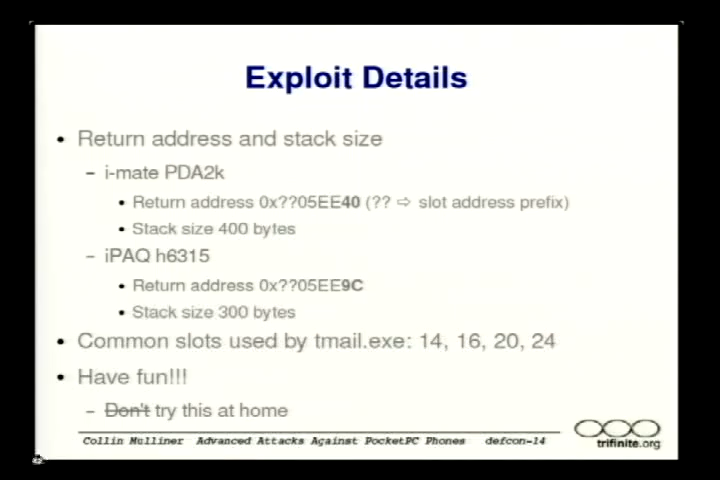 Exploit Details
• Return address and stack size
– i-mate PDA2k
• Return address 0x??05EE40 (?? ⇨ slot address prefix)
• Stack size 400 bytes
– iPAQ h6315
• Return address 0x??05EE9C
• Stack size 300 bytes
• Common slots used by tmail.exe: 14, 16, 20, 24
• Have fun!!!
– Don't try this at home
Collin Mulliner Advanced Attacks Against PocketPC Phones defcon-14
trifinite.org